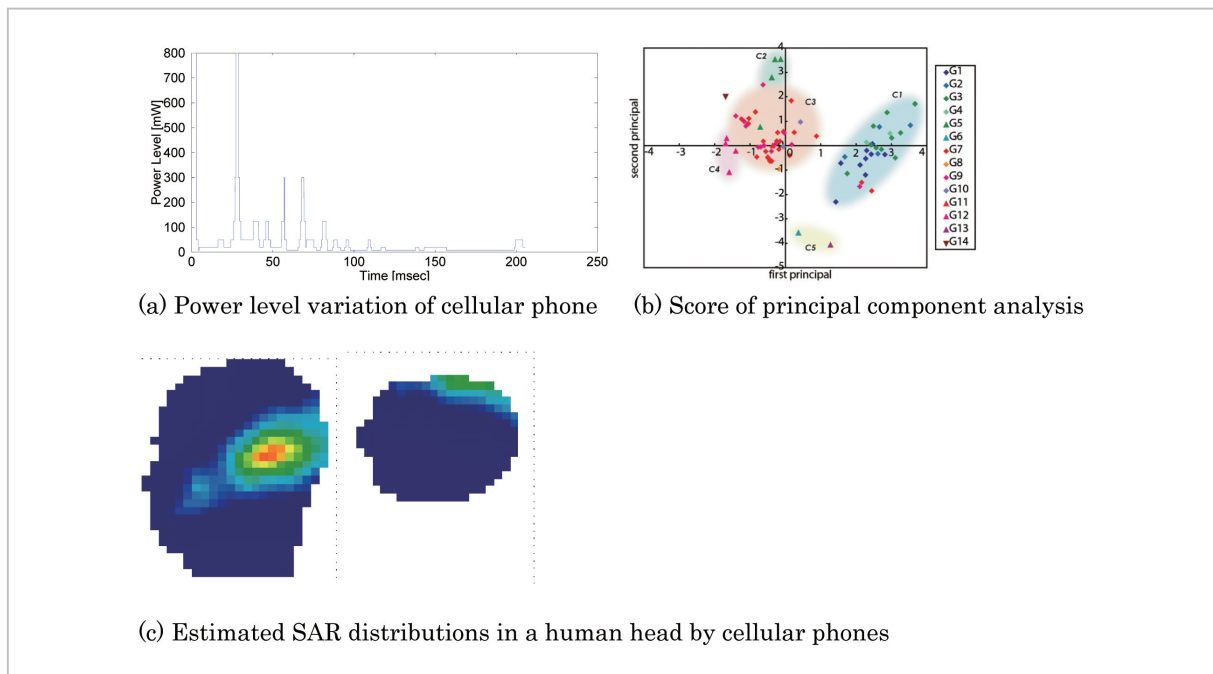 800
700
600
500
400
300
200
100
0
Power Level [mW]
0 50 100 150 200 250
Time [msec]
(a) Power level variation of cellular phone
4
3
2
1
0
-1
-2
-3
-4
-5
second principal
-4 -3 -2 -1 0 1 2 3 4
first principal
C2
C1
C3
C4
C5
G1
G2
G3
G4
G5
G6
G7
G8
G9
G10
G11
G12
G13
G14
(b) Score of principal component analysis
(c) Estimated SAR distributions in a human head by cellular phones